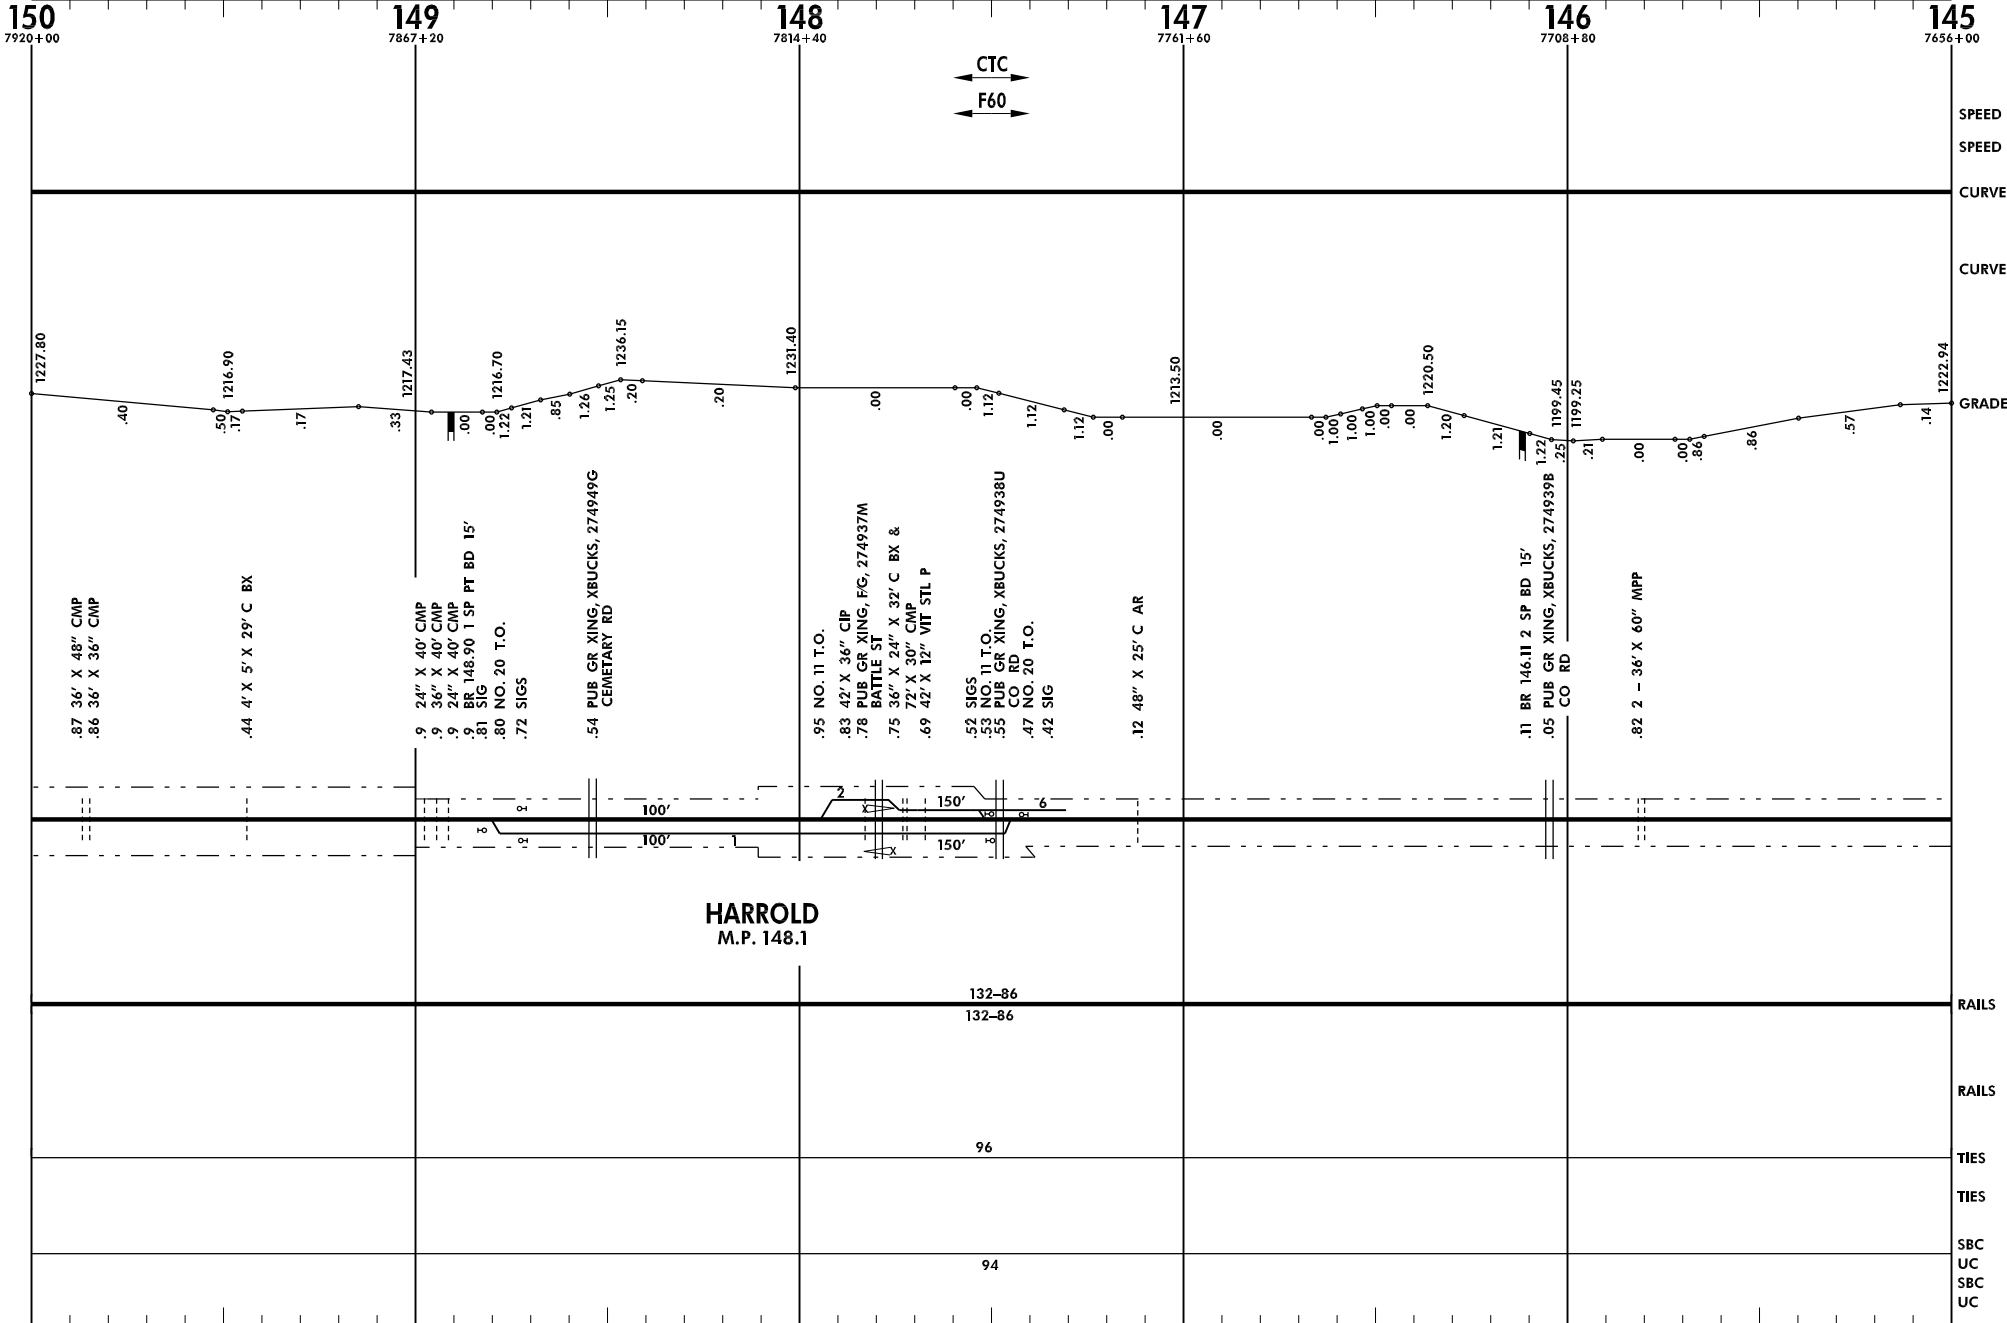 150
149
148
147
146
145
7920+00
7867+20
7814+40
7761+60
7708+80
7656+00
CTC
F60
SPEED
SPEED
CURVE
CURVE
1227.80
1216.90
1217.43
1216.70
1236.15
1231.40
1213.50
1220.50
1199.45
1199.25
1222.94
GRADE
.40
.50
.17
.17
.33
.00
.00
1.22
1.21
.85
1.26
1.25
.20
.20
.00
.00
1.12
1.12
1.12
.00
.00
.00
1.00
1.00
1.00
.00
.00
1.20
1.21
1.22
.25
.21
.00
.00
.86
.86
.57
.14
.87 36' X 48" CMP
.86 36' X 36" CMP
.44 4' X 5' X 29' C BX
.9 24" X 40' CMP
.9 36" X 40' CMP
.9 24" X 40' CMP
.9 BR 148.90 1 SP PT BD 15'
.81 SIG
.80 NO. 20 T.O.
.72 SIGS
.54 PUB GR XING, XBUCKS, 274949G
CEMETARY RD
.95 NO. 11 T.O.
.83 42' X 36" CIP
.78 PUB GR XING, F/G, 274937M
BATTLE ST
.75 36" X 24" X 32' C BX &
72' X 30" CMP
.69 42' X 12" VIT STL P
.52 SIGS
.53 NO. 11 T.O.
.55 PUB GR XING, XBUCKS, 274938U
CO RD
.47 NO. 20 T.O.
.42 SIG
.12 48" X 25' C AR
.11 BR 146.11 2 SP BD 15'
.05 PUB GR XING, XBUCKS, 274939B
CO RD
.82 2 – 36' X 60" MPP
2
100'
150'
6
X
100'
1
150'
X
HARROLD
M.P. 148.1
132–86
RAILS
132–86
RAILS
96
TIES
TIES
SBC
94
UC
SBC
UC